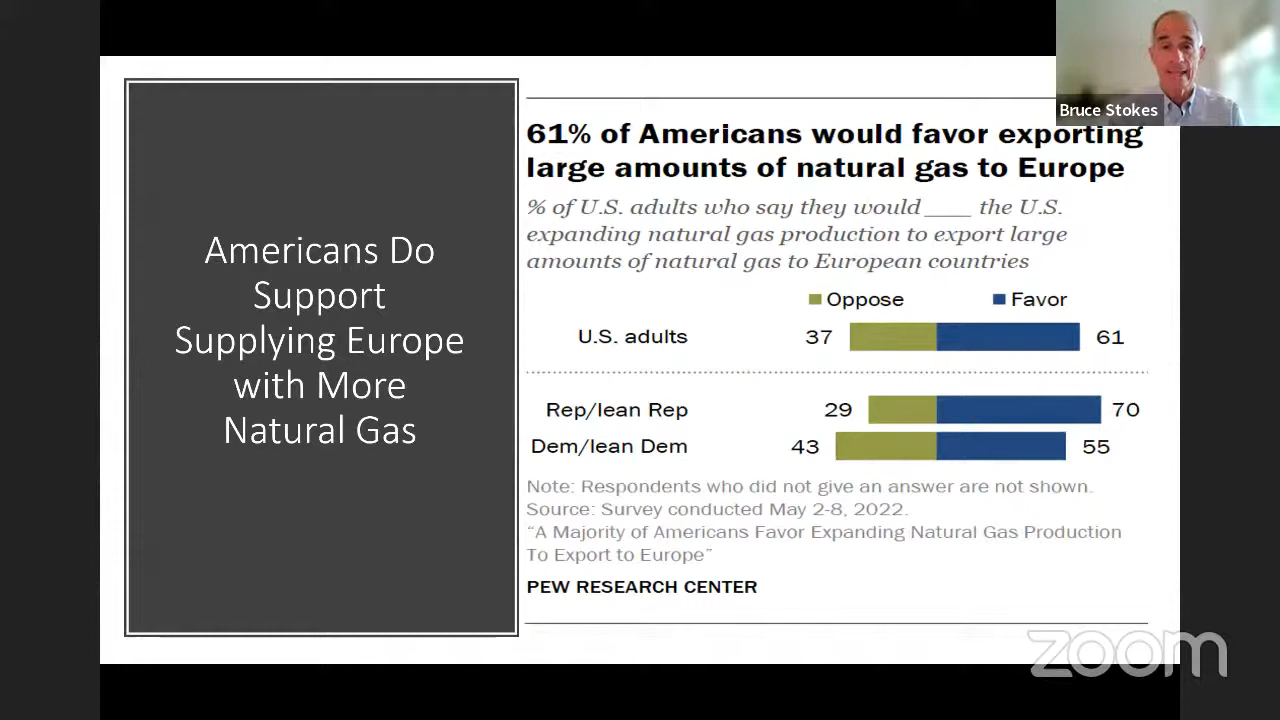 Bruce Stokes
Americans Do
Support
Supplying Europe
with More
Natural Gas
61% of Americans would favor exporting
large amounts of natural gas to Europe
% of U.S. adults who say they would ___ the U.S.
expanding natural gas production to export large
amounts of natural gas to European countries
Oppose Favor
U.S. adults 37 61
Rep/lean Rep 29 70
Dem/lean Dem 43 55
Note: Respondents who did not give an answer are not shown.
Source: Survey conducted May 2-8, 2022.
“A Majority of Americans Favor Expanding Natural Gas Production
To Export to Europe”
PEW RESEARCH CENTER
zoom